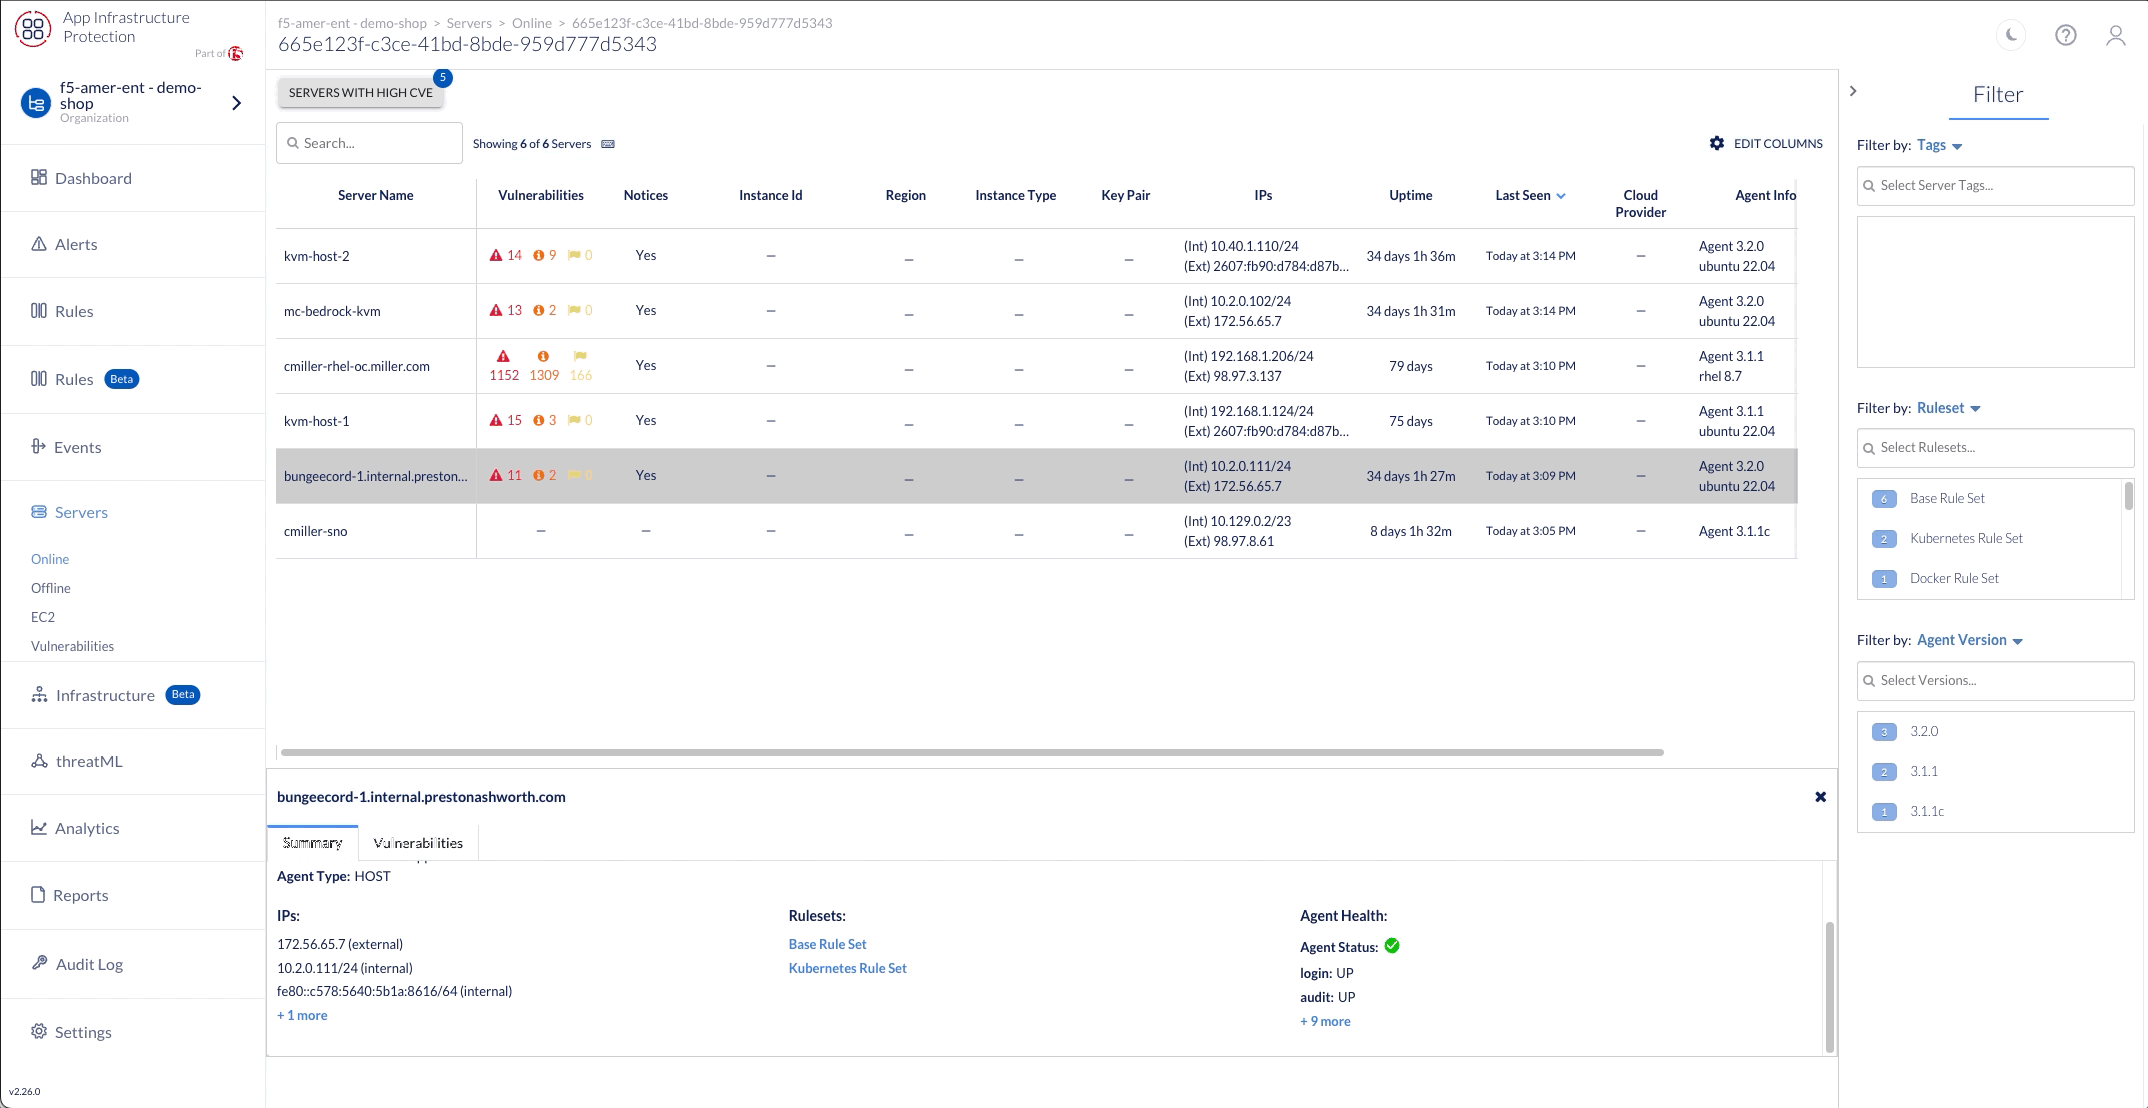 App Infrastructure
Protection
Part of f5
f5-amer-ent - demo-
shop
Organization
Dashboard
Alerts
Rules
Rules Beta
Events
Servers
Online
Offline
EC2
Vulnerabilities
Infrastructure Beta
threatML
Analytics
Reports
Audit Log
Settings
v2.26.0
f5-amer-ent - demo-shop > Servers > Online > 665e123f-c3ce-41bd-8bde-959d777d5343
665e123f-c3ce-41bd-8bde-959d777d5343
SERVERS WITH HIGH CVE 5
Search...
Showing 6 of 6 Servers
EDIT COLUMNS
Server Name Vulnerabilities Notices Instance Id Region Instance Type Key Pair IPs Uptime Last Seen Cloud Provider Agent Info
kvm-host-2 14 9 0 Yes – – – – (Int) 10.40.1.110/24 34 days 1h 36m Today at 3:14 PM – Agent 3.2.0
(Ext) 2607:fb90:d784:d87b... ubuntu 22.04
mc-bedrock-kvm 13 2 0 Yes – – – – (Int) 10.2.0.102/24 34 days 1h 31m Today at 3:14 PM – Agent 3.2.0
(Ext) 172.56.65.7 ubuntu 22.04
cmiller-rhel-oc.miller.com 1152 1309 166 Yes – – – – (Int) 192.168.1.206/24 79 days Today at 3:10 PM – Agent 3.1.1
(Ext) 98.97.3.137 rhel 8.7
kvm-host-1 15 3 0 Yes – – – – (Int) 192.168.1.124/24 75 days Today at 3:10 PM – Agent 3.1.1
(Ext) 2607:fb90:d784:d87b... ubuntu 22.04
bungeecord-1.internal.preston... 11 2 0 Yes – – – – (Int) 10.2.0.111/24 34 days 1h 27m Today at 3:09 PM – Agent 3.2.0
(Ext) 172.56.65.7 ubuntu 22.04
cmiller-sno – – – – – – (Int) 10.129.0.2/23 8 days 1h 32m Today at 3:05 PM – Agent 3.1.1c
(Ext) 98.97.8.61
bungeecord-1.internal.prestonashworth.com
Summary Vulnerabilities
Agent Type: HOST
IPs:
172.56.65.7 (external)
10.2.0.111/24 (internal)
fe80::c578:5640:5b1a:8616/64 (internal)
+ 1 more
Rulesets:
Base Rule Set
Kubernetes Rule Set
Agent Health:
Agent Status:
login: UP
audit: UP
+ 9 more
Filter
Filter by: Tags
Select Server Tags...
Filter by: Ruleset
Select Rulesets...
6 Base Rule Set
2 Kubernetes Rule Set
1 Docker Rule Set
Filter by: Agent Version
Select Versions...
3 3.2.0
2 3.1.1
1 3.1.1c